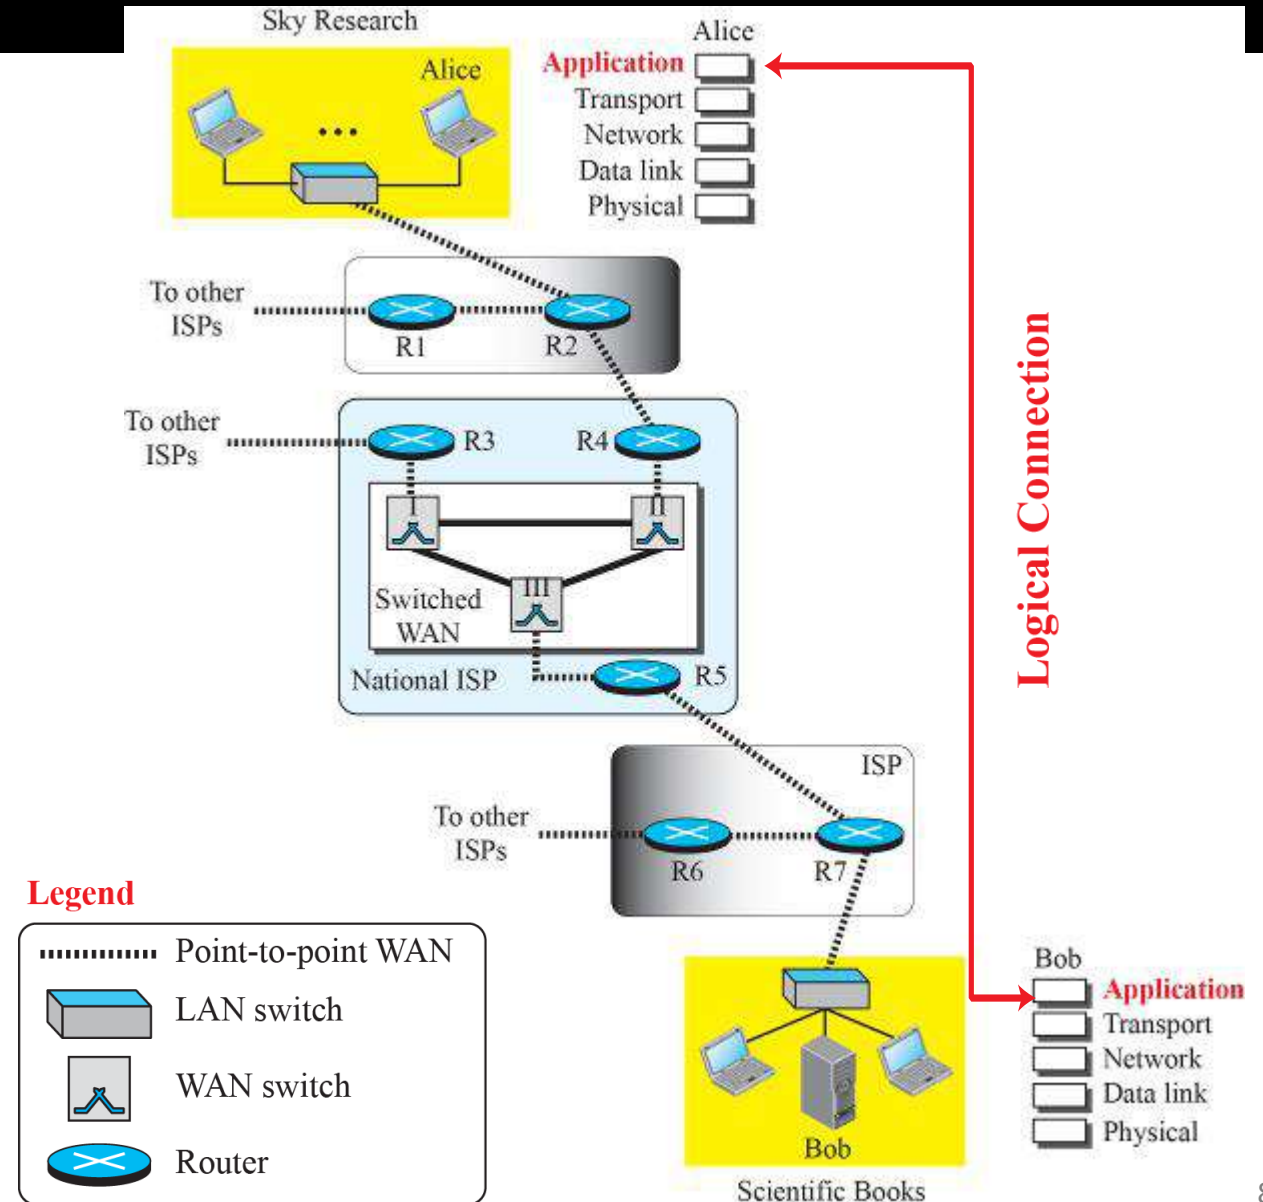 Sky Research
Alice
Alice
Application
Transport
Network
Data link
Physical
To other
ISPs
R1
R2
To other
ISPs
R3
R4
I
II
III
Switched
WAN
National ISP
R5
Logical Connection
ISP
To other
ISPs
R6
R7
Legend
Point-to-point WAN
LAN switch
WAN switch
Router
Bob
Application
Transport
Network
Data link
Physical
Bob
Scientific Books